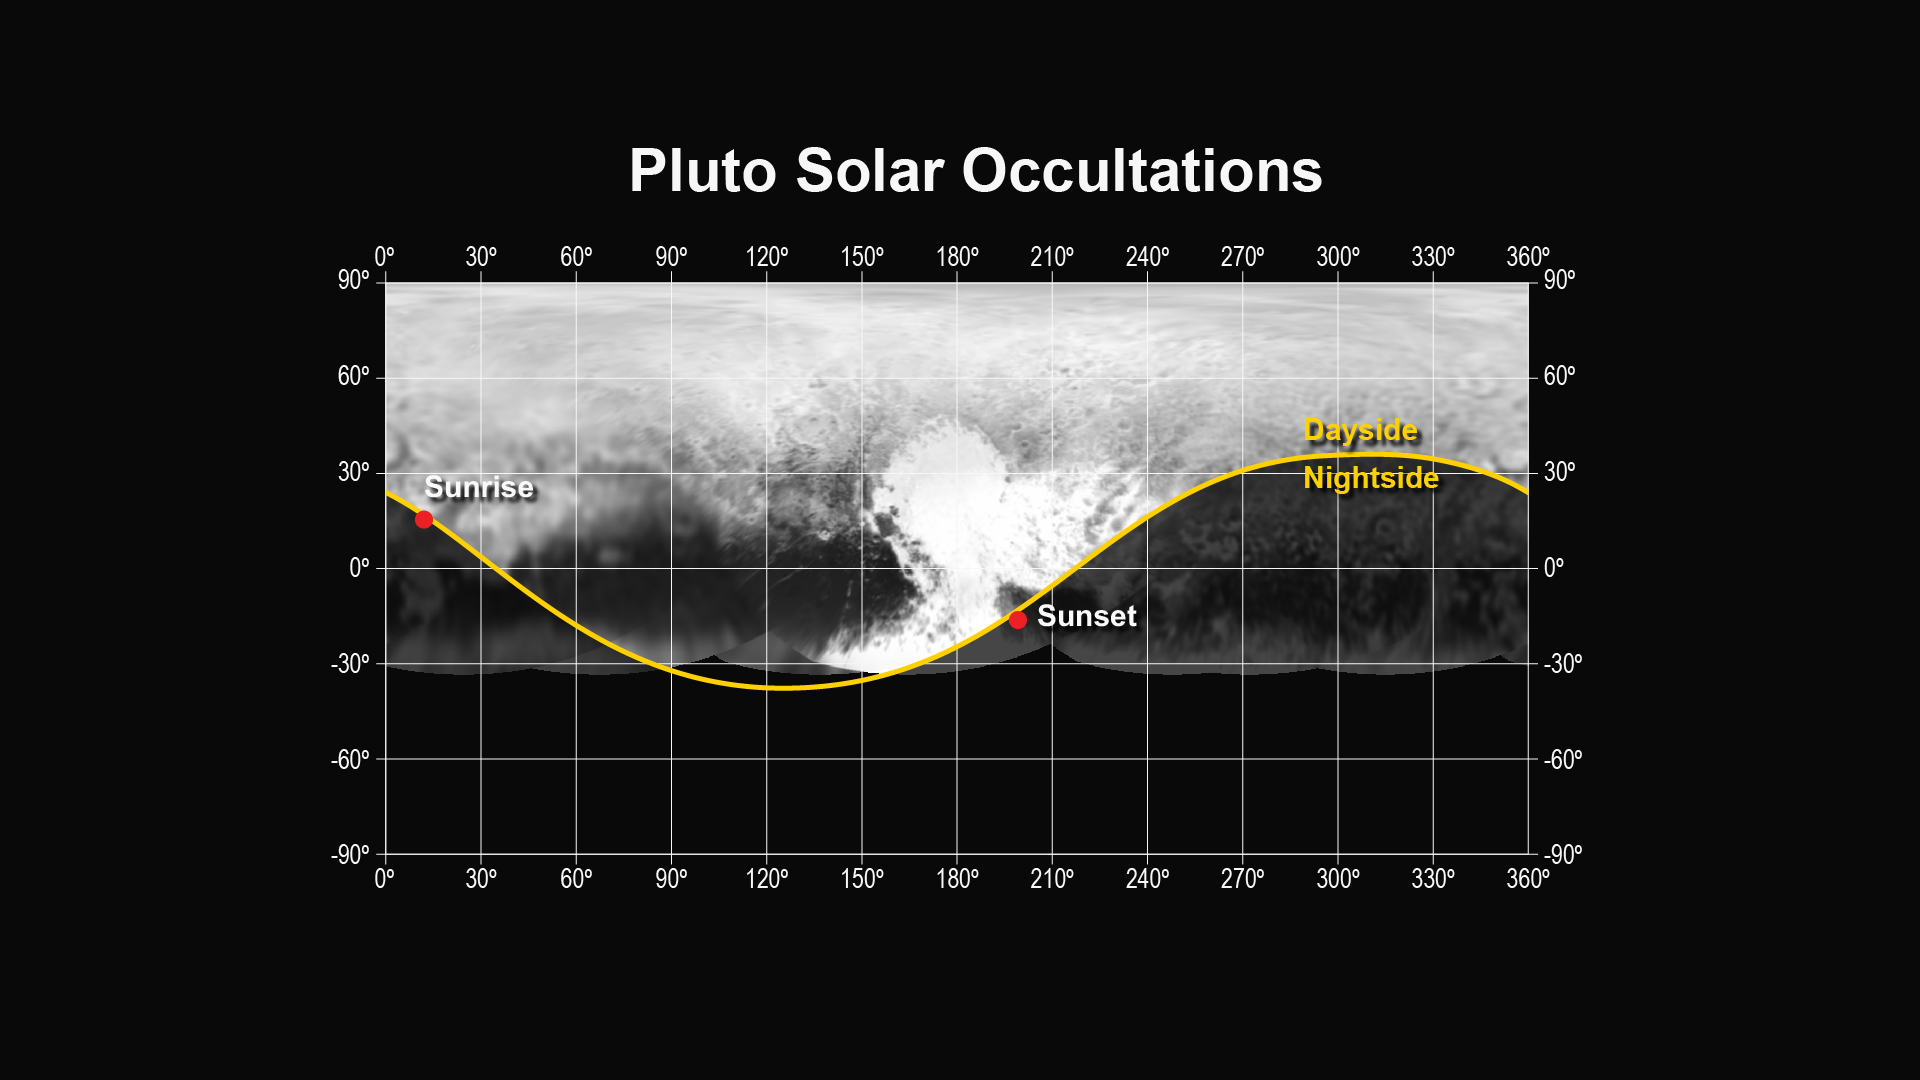 Pluto Solar Occultations
0º 30º 60º 90º 120º 150º 180º 210º 240º 270º 300º 330º 360º
90º 90º
60º 60º
Dayside
30º 30º
Nightside
Sunrise
0º 0º
Sunset
-30º -30º
-60º -60º
-90º -90º
0º 30º 60º 90º 120º 150º 180º 210º 240º 270º 300º 330º 360º